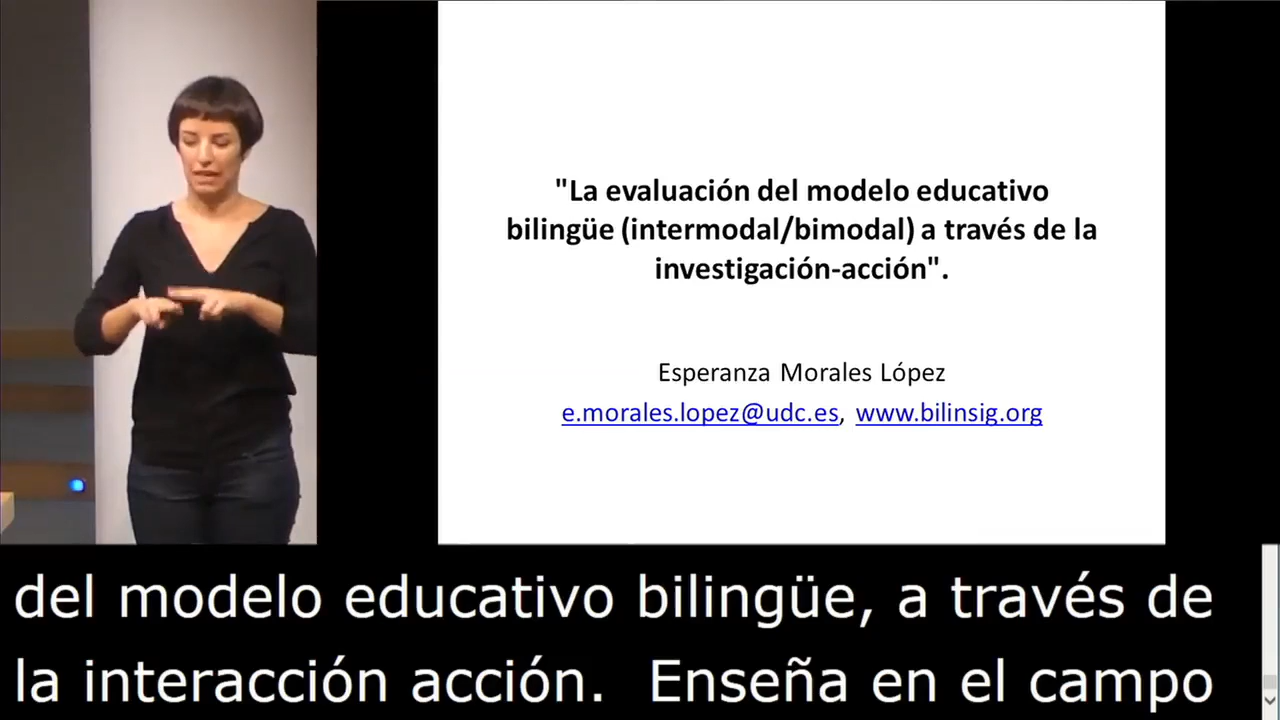 "La evaluación del modelo educativo
bilingüe (intermodal/bimodal) a través de la
investigación-acción".
Esperanza Morales López
e.morales.lopez@udc.es, www.bilinsig.org
del modelo educativo bilingüe, a través de
la interacción acción.  Enseña en el campo